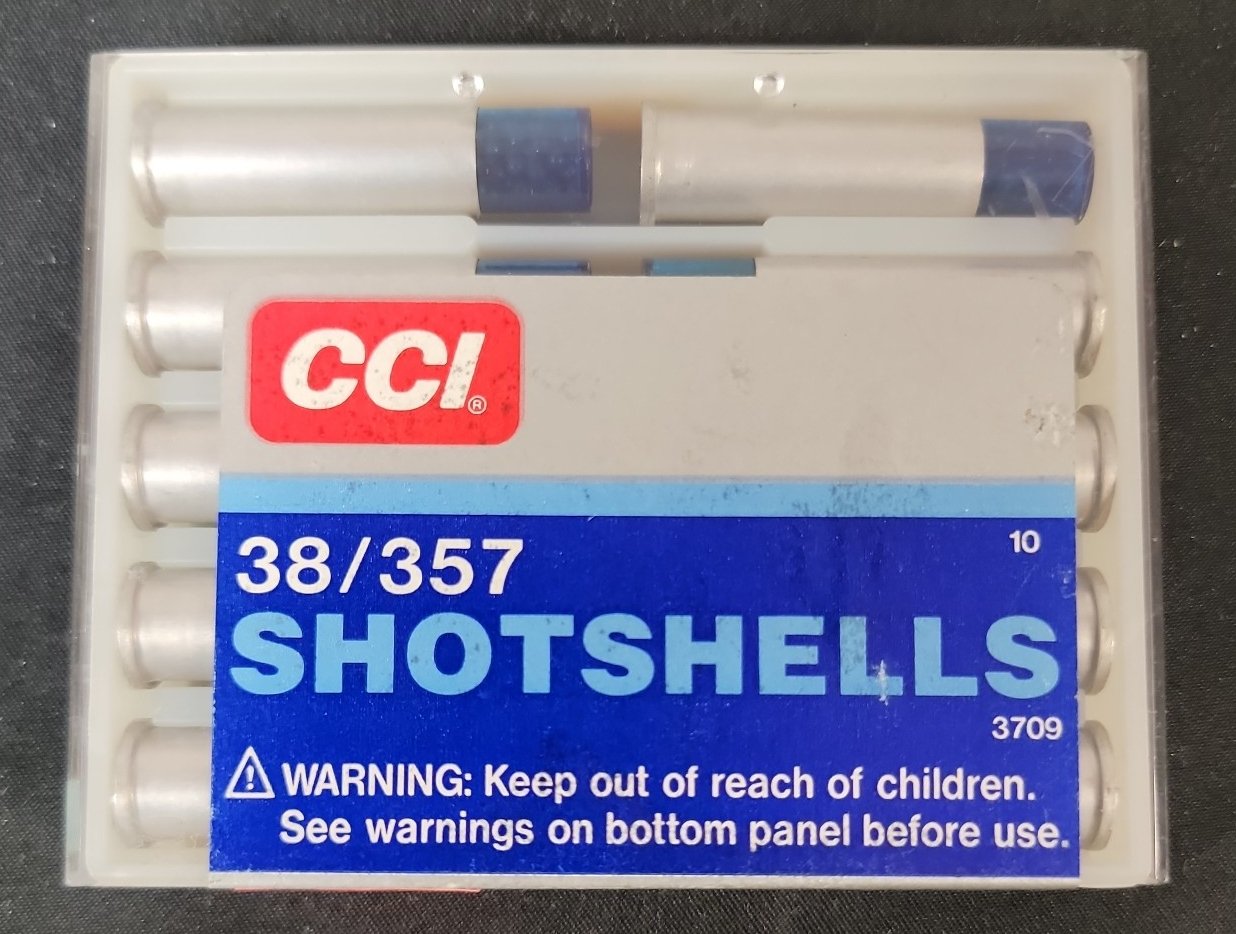 CCI®
38/357
10
SHOTSHELLS
3709
⚠ WARNING: Keep out of reach of children.
See warnings on bottom panel before use.